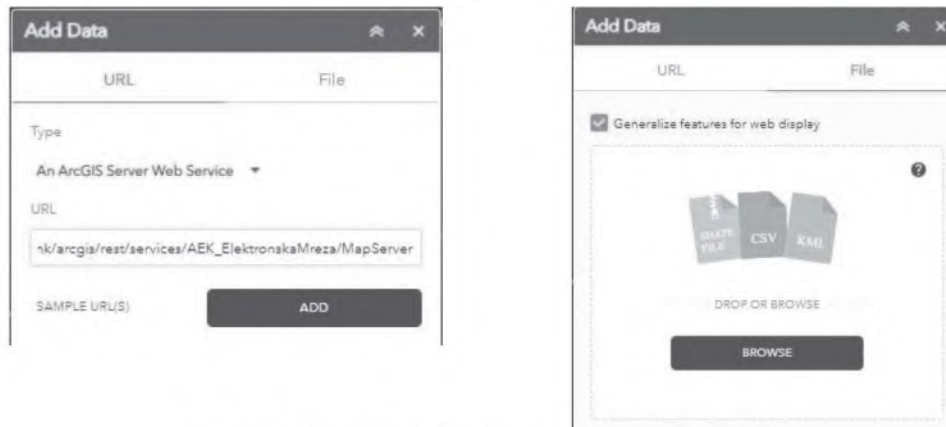 Add Data
URL File
Type
An ArcGIS Server Web Service
URL
nk/arcgis/rest/services/AEK_ElektronskaMreza/MapServer
SAMPLE URL(S)
ADD
Add Data
URL File
Generalize features for web display
SHAPE
FILE
CSV
KML
DROP OR BROWSE
BROWSE